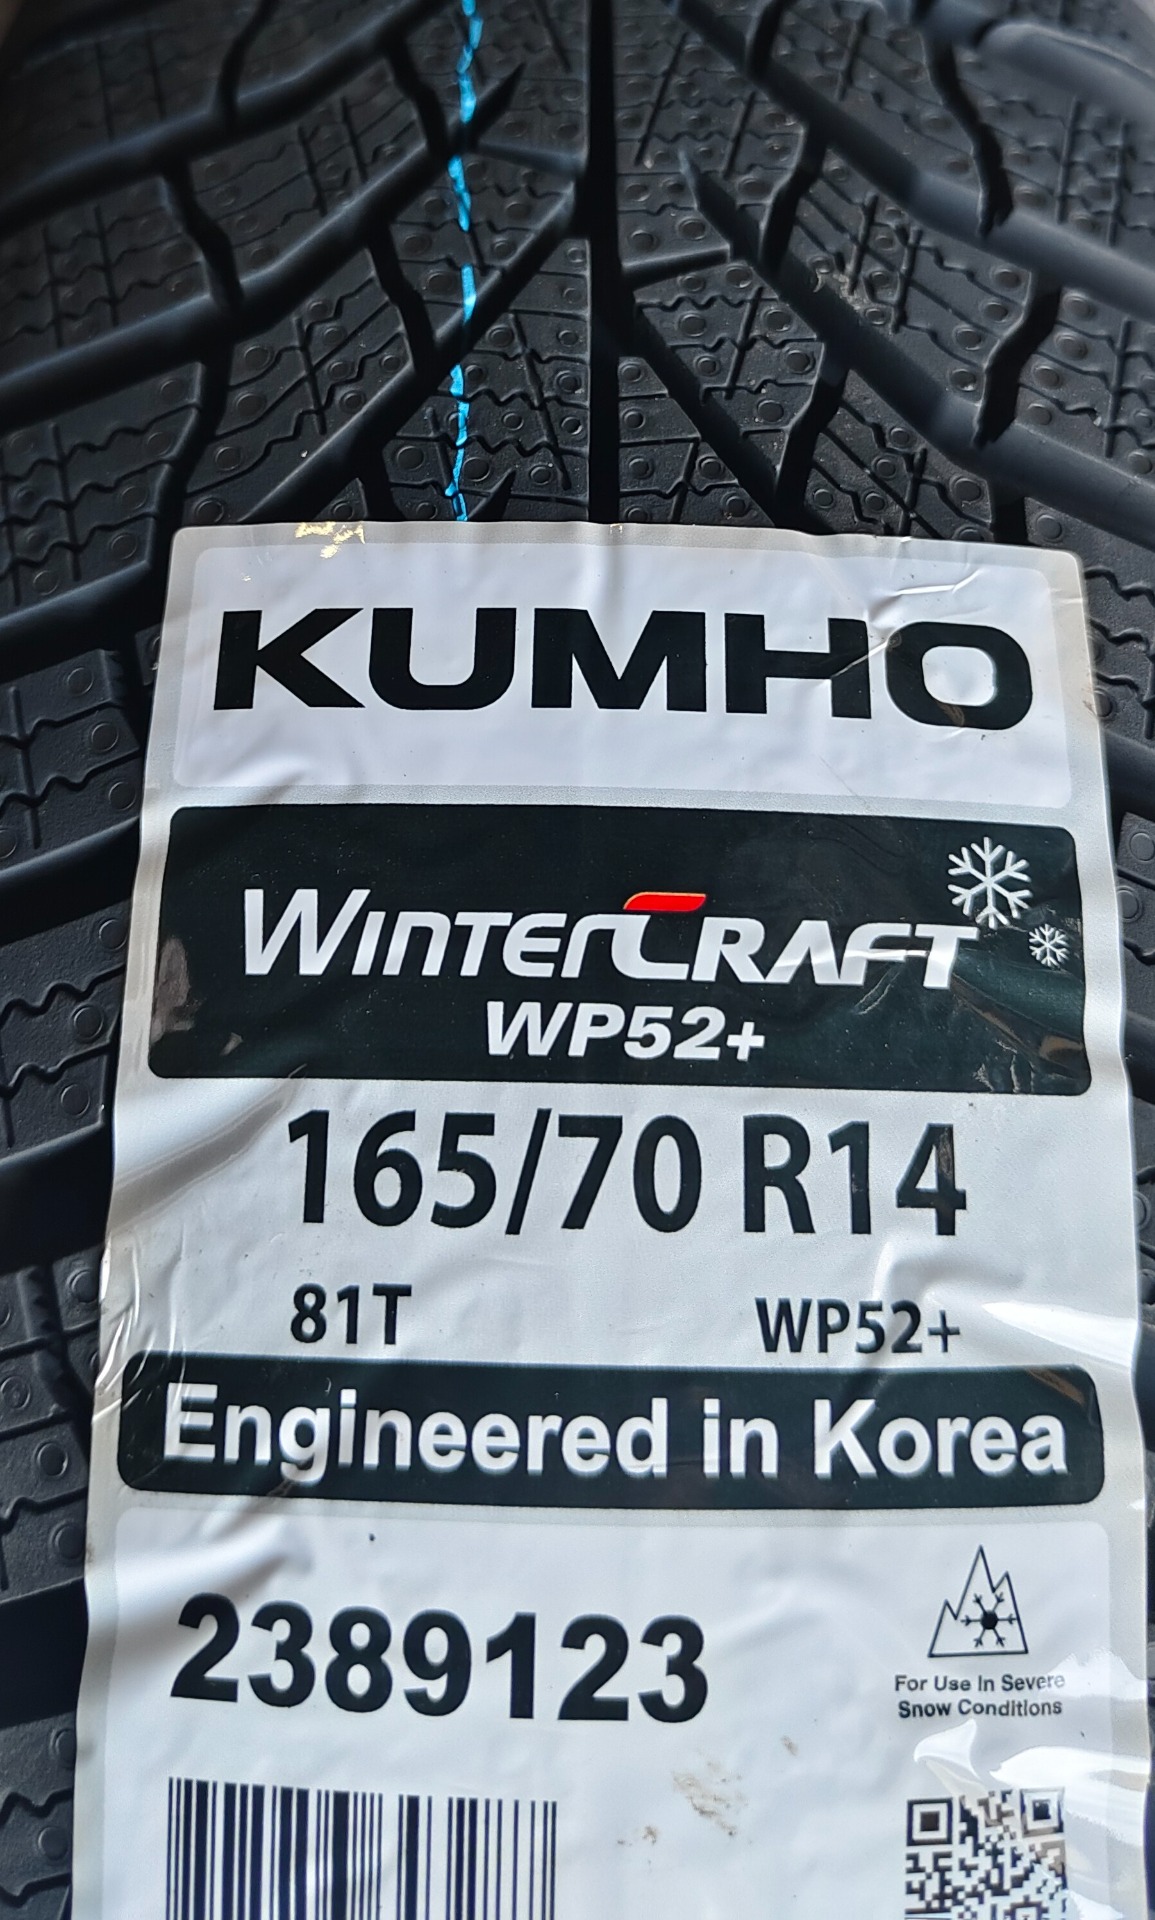 KUMHO
WINTERCRAFT
WP52+
165/70 R14
81T WP52+
Engineered in Korea
2389123
For Use In Severe
Snow Conditions